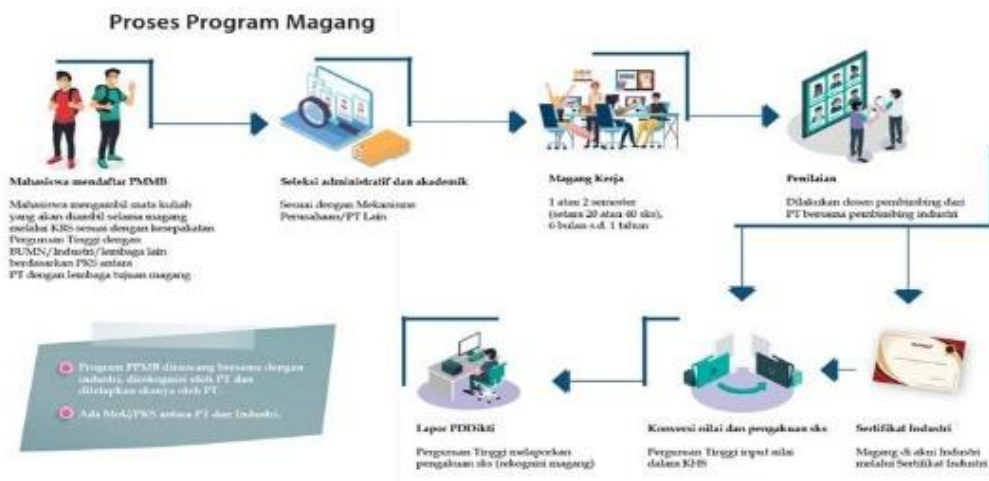 Proses Program Magang
Mahasiswa mendaftar PMMB
Mahasiswa mengambil mata kuliah
yang akan diambil selama magang
melalui KRS sesuai dengan kesepakatan
Perguruan Tinggi dengan
BUMN/Industri/lembaga lain
berdasarkan PKS antara
PT dengan lembaga tujuan magang
Seleksi administratif dan akademik
Sesuai dengan Mekanisme
Perusahaan/PT Lain
Magang Kerja
1 atau 2 semester
(setara 20 atau 40 sks),
6 bulan s.d. 1 tahun
Penilaian
Dilakukan dosen pembimbing dari
PT bersama pembimbing industri
Program PPMB dirancang bersama dengan
industri, direkognisi oleh PT dan
ditetapkan sksnya oleh PT.
Ada MoU/PKS antara PT dan Industri.
Lapor PDDikti
Perguruan Tinggi melaporkan
pengakuan sks (rekognisi magang)
Konversi nilai dan pengakuan sks
Perguruan Tinggi input nilai
dalam KHS
Sertifikat Industri
Magang di akui Industri
melalui Sertifikat Industri